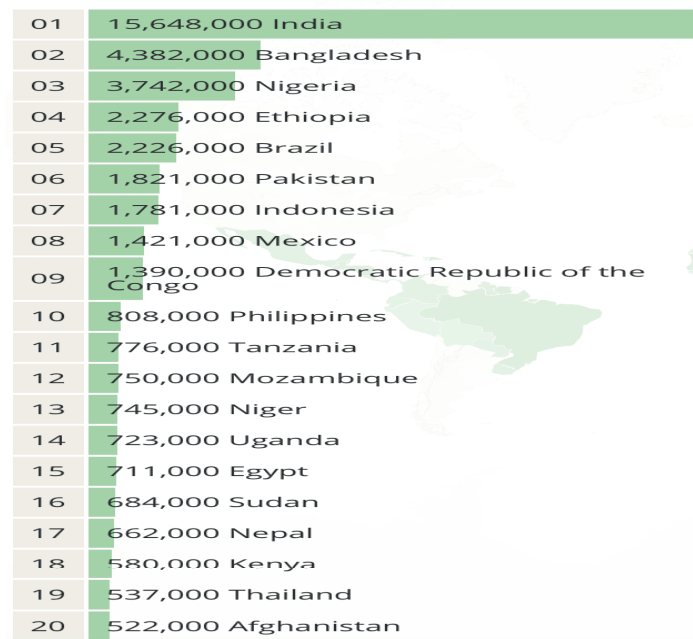 01 15,648,000 India
02 4,382,000 Bangladesh
03 3,742,000 Nigeria
04 2,276,000 Ethiopia
05 2,226,000 Brazil
06 1,821,000 Pakistan
07 1,781,000 Indonesia
08 1,421,000 Mexico
09 1,390,000 Democratic Republic of the
Congo
10 808,000 Philippines
11 776,000 Tanzania
12 750,000 Mozambique
13 745,000 Niger
14 723,000 Uganda
15 711,000 Egypt
16 684,000 Sudan
17 662,000 Nepal
18 580,000 Kenya
19 537,000 Thailand
20 522,000 Afghanistan